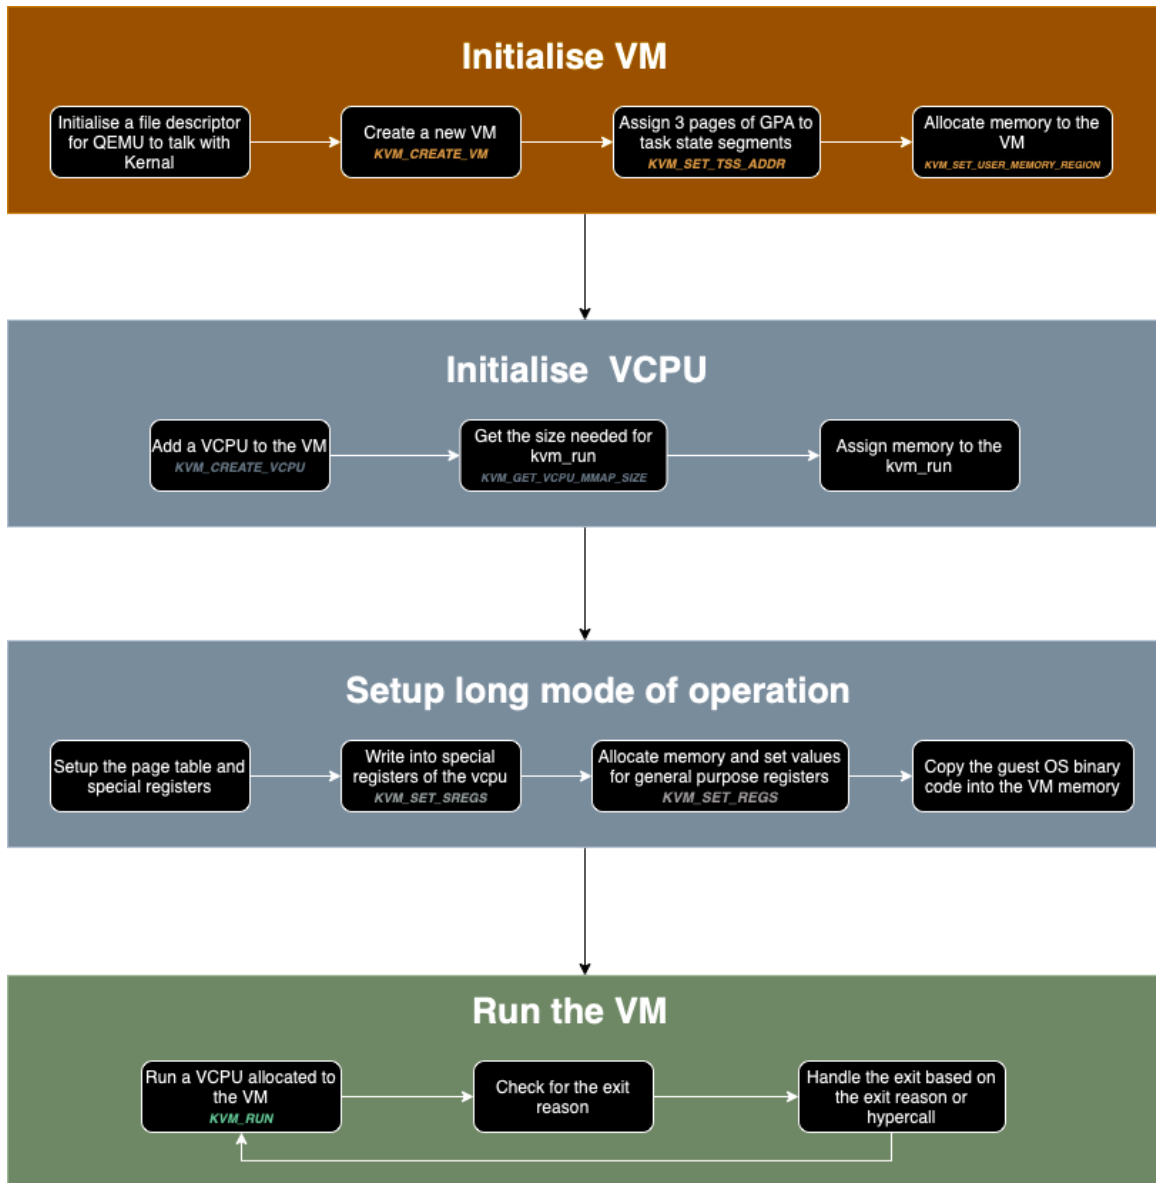 Initialise VM
Initialise a file descriptor
for QEMU to talk with
Kernal
Create a new VM
KVM_CREATE_VM
Assign 3 pages of GPA to
task state segments
KVM_SET_TSS_ADDR
Allocate memory to the
VM
KVM_SET_USER_MEMORY_REGION
Initialise VCPU
Add a VCPU to the VM
KVM_CREATE_VCPU
Get the size needed for
kvm_run
KVM_GET_VCPU_MMAP_SIZE
Assign memory to the
kvm_run
Setup long mode of operation
Setup the page table and
special registers
Write into special
registers of the vcpu
KVM_SET_SREGS
Allocate memory and set values
for general purpose registers
KVM_SET_REGS
Copy the guest OS binary
code into the VM memory
Run the VM
Run a VCPU allocated to
the VM
KVM_RUN
Check for the exit
reason
Handle the exit based on
the exit reason or
hypercall